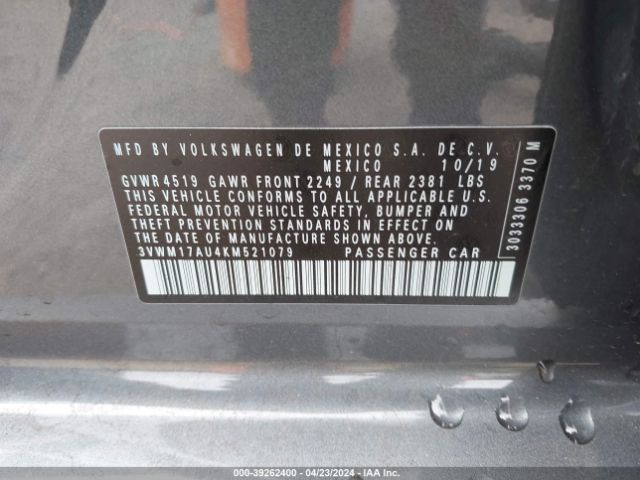 MFD BY VOLKSWAGEN DE MEXICO S.A. DE C.V.
MEXICO 10/19
GVWR 4519 GAWR FRONT 2249 / REAR 2381 LBS
THIS VEHICLE CONFORMS TO ALL APPLICABLE U.S.
FEDERAL MOTOR VEHICLE SAFETY, BUMPER AND
THEFT PREVENTION STANDARDS IN EFFECT ON
THE DATE OF MANUFACTURE SHOWN ABOVE.
3VWM17AU4KM521079 PASSENGER CAR
3033306 3370 M
000-39262400 - 04/23/2024 - IAA Inc.